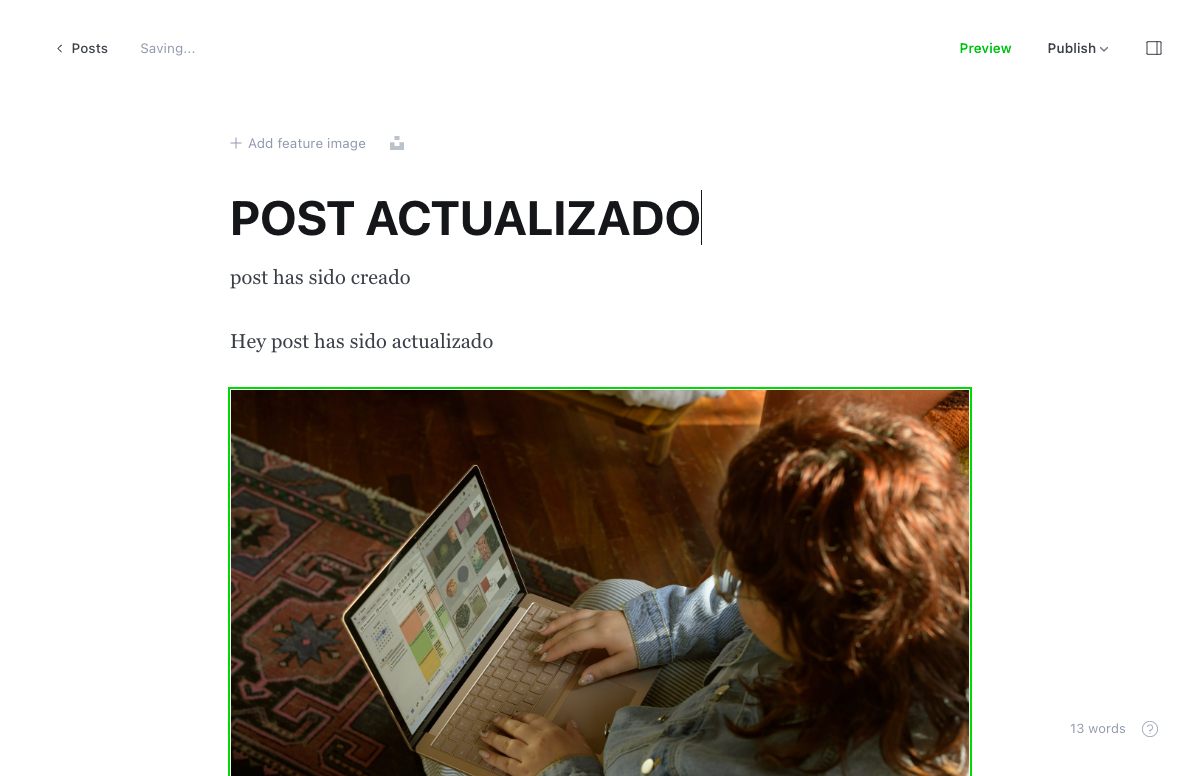 Posts Saving... Preview Publish
Add feature image
POST ACTUALIZADO
post has sido creado
Hey post has sido actualizado
13 words ?